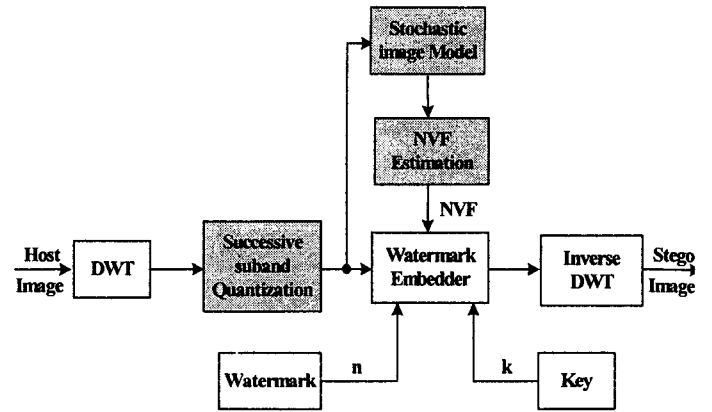 Stochastic
image Model
NVF
Estimation
NVF
Host
Image
DWT
Successive
suband
Quantization
Watermark
Embedder
Inverse
DWT
Stego
Image
Watermark
n
k
Key